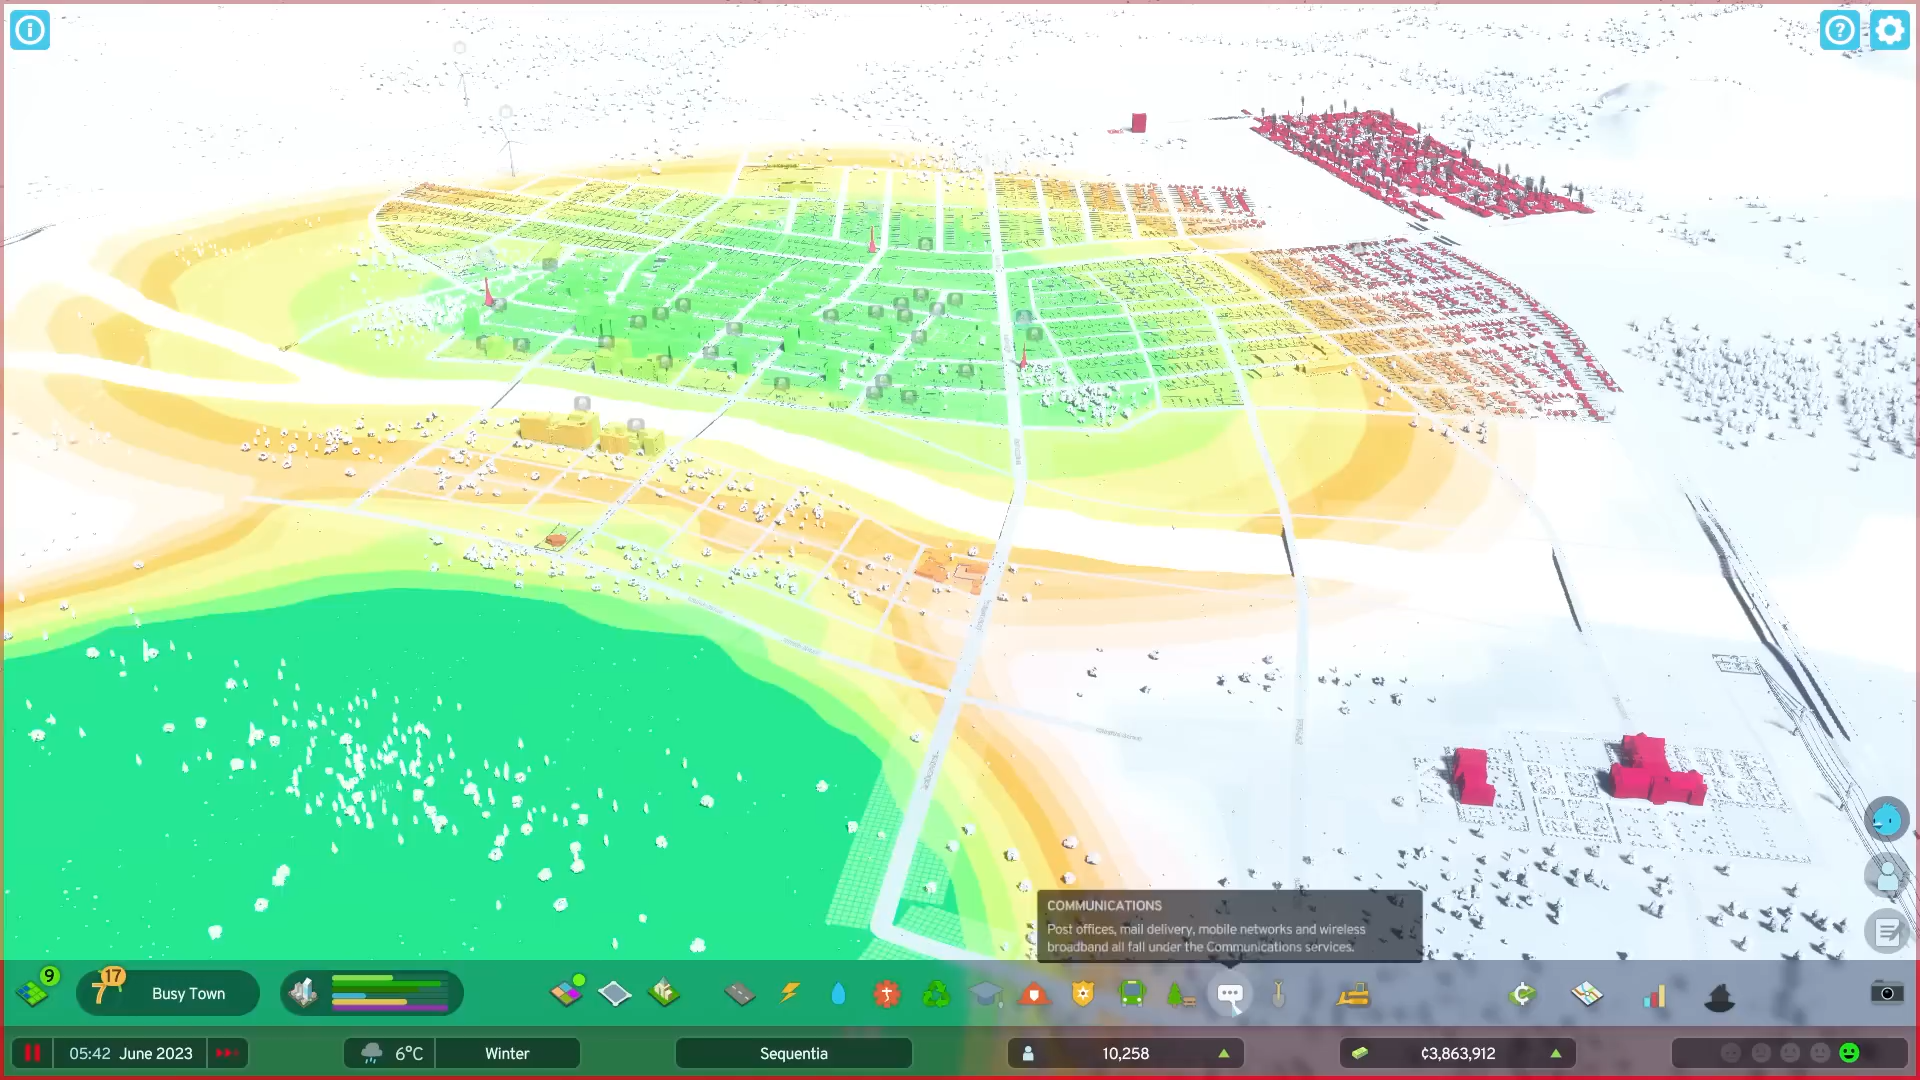 COMMUNICATIONS
Post offices, mail delivery, mobile networks and wireless
broadband all fall under the Communications services.
9
7
17
Busy Town
05:42 June 2023
6°C
Winter
Sequentia
10,258
¢3,863,912